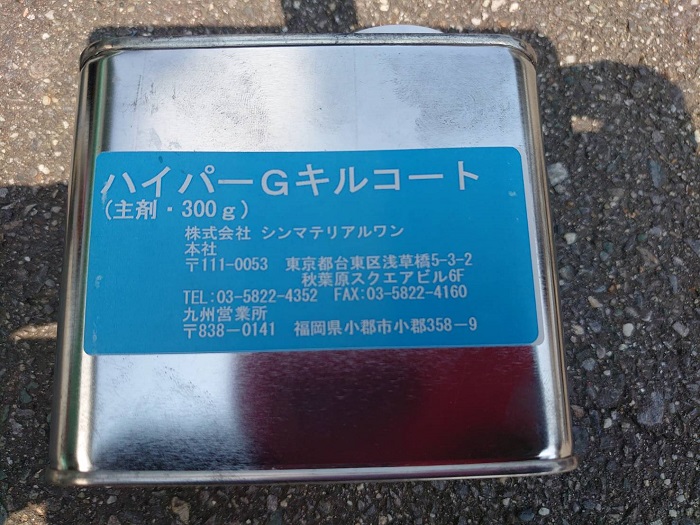 ハイパーGキルコート
(主剤・300g)
株式会社 シンマテリアルワン
本社
〒111-0053 東京都台東区浅草橋5-3-2
秋葉原スクエアビル6F
TEL:03-5822-4352 FAX:03-5822-4160
九州営業所
〒838-0141 福岡県小郡市小郡358-9